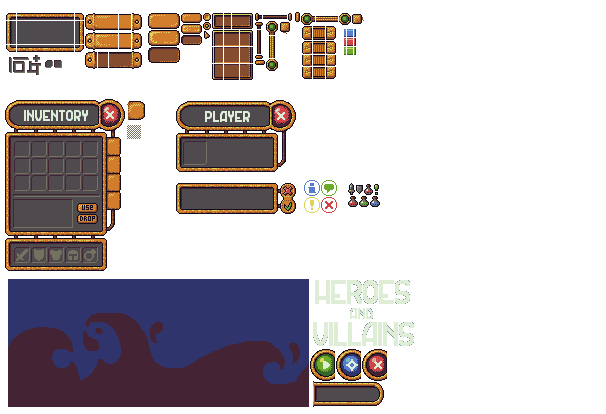 INVENTORY
PLAYER
USE
DROP
HEROES
AND
VILLAINS